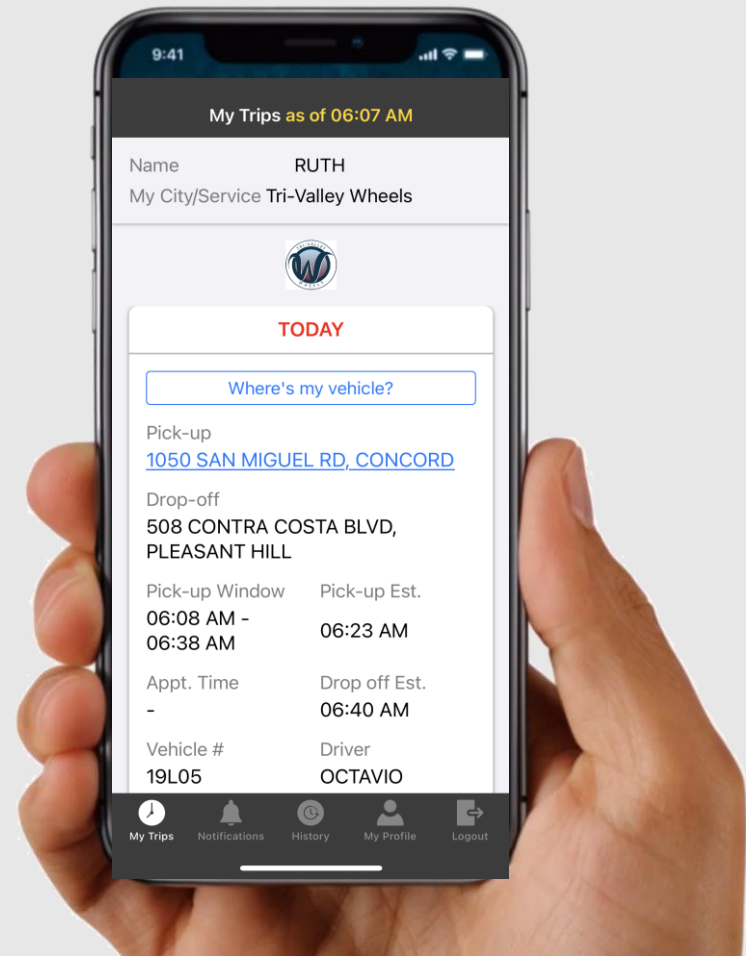 9:41
My Trips as of 06:07 AM
Name RUTH
My City/Service Tri-Valley Wheels
TRI-VALLEY
W
WHEELS
TODAY
Where's my vehicle?
Pick-up
1050 SAN MIGUEL RD, CONCORD
Drop-off
508 CONTRA COSTA BLVD,
PLEASANT HILL
Pick-up Window Pick-up Est.
06:08 AM -
06:38 AM
06:23 AM
Appt. Time Drop off Est.
- 06:40 AM
Vehicle # Driver
19L05 OCTAVIO
My Trips Notifications History My Profile Logout